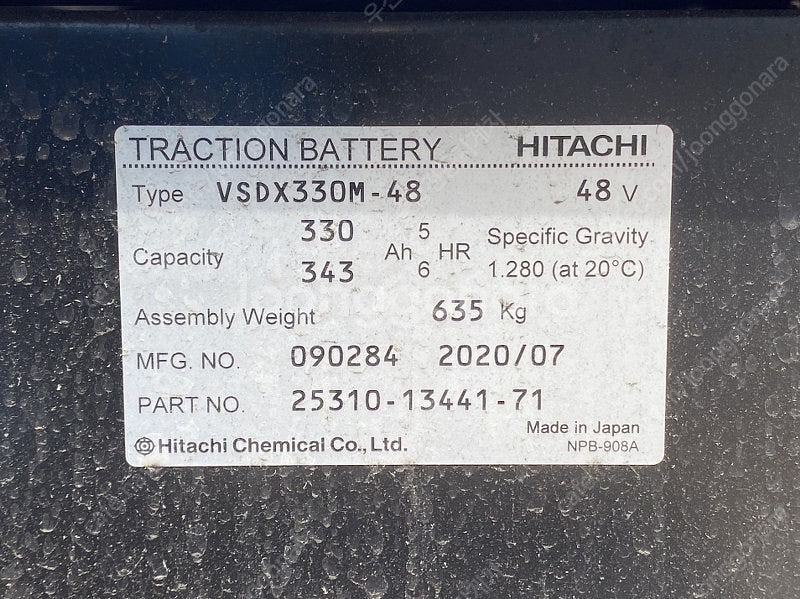 TRACTION BATTERY HITACHI
Type VSDX330M-48 48 V
Capacity 330 Ah 5 HR Specific Gravity
343 6 1.280 (at 20°C)
Assembly Weight 635 Kg
MFG. NO. 090284 2020/07
PART NO. 25310-13441-71
Made in Japan
Hitachi Chemical Co., Ltd. NPB-908A
joonggonara